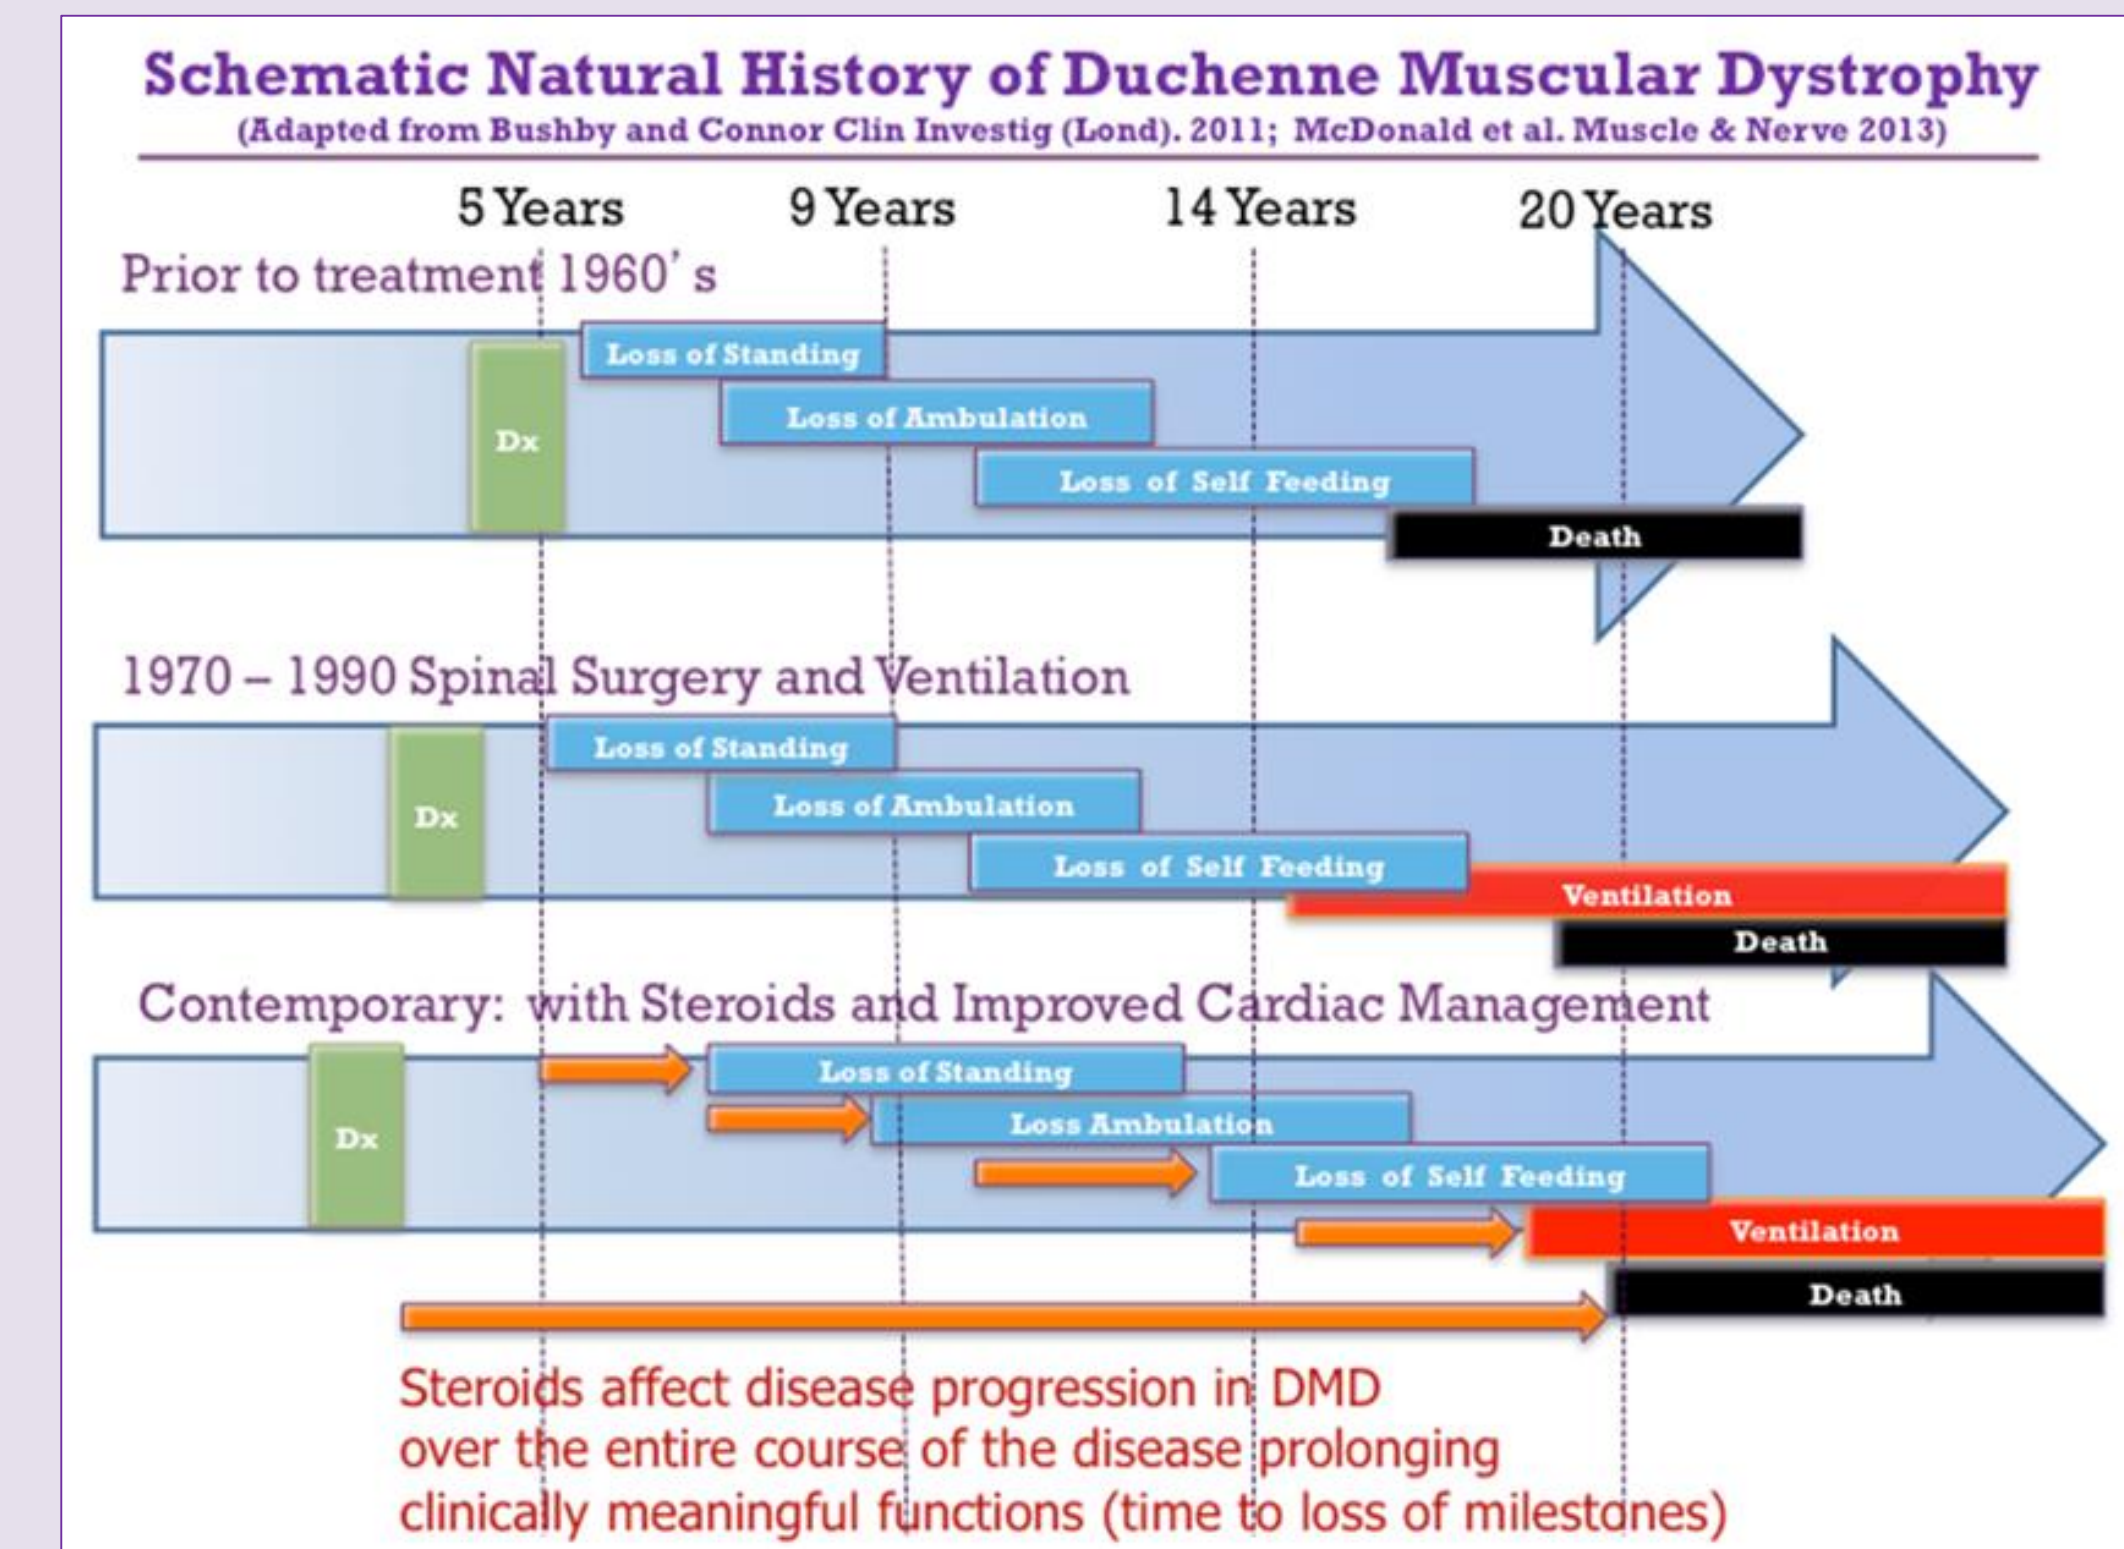 Schematic Natural History of Duchenne Muscular Dystrophy
(Adapted from Bushby and Connor Clin Investig (Lond). 2011; McDonald et al. Muscle & Nerve 2013)
5 Years 9 Years 14 Years 20 Years
Prior to treatment 1960's
Loss of Standing
Loss of Ambulation
Dx
Loss of Self Feeding
Death
1970 – 1990 Spinal Surgery and Ventilation
Loss of Standing
Loss of Ambulation
Dx
Loss of Self Feeding
Ventilation
Death
Contemporary: with Steroids and Improved Cardiac Management
Loss of Standing
Loss Ambulation
Dx
Loss of Self Feeding
Ventilation
Death
Steroids affect disease progression in DMD
over the entire course of the disease prolonging
clinically meaningful functions (time to loss of milestones)